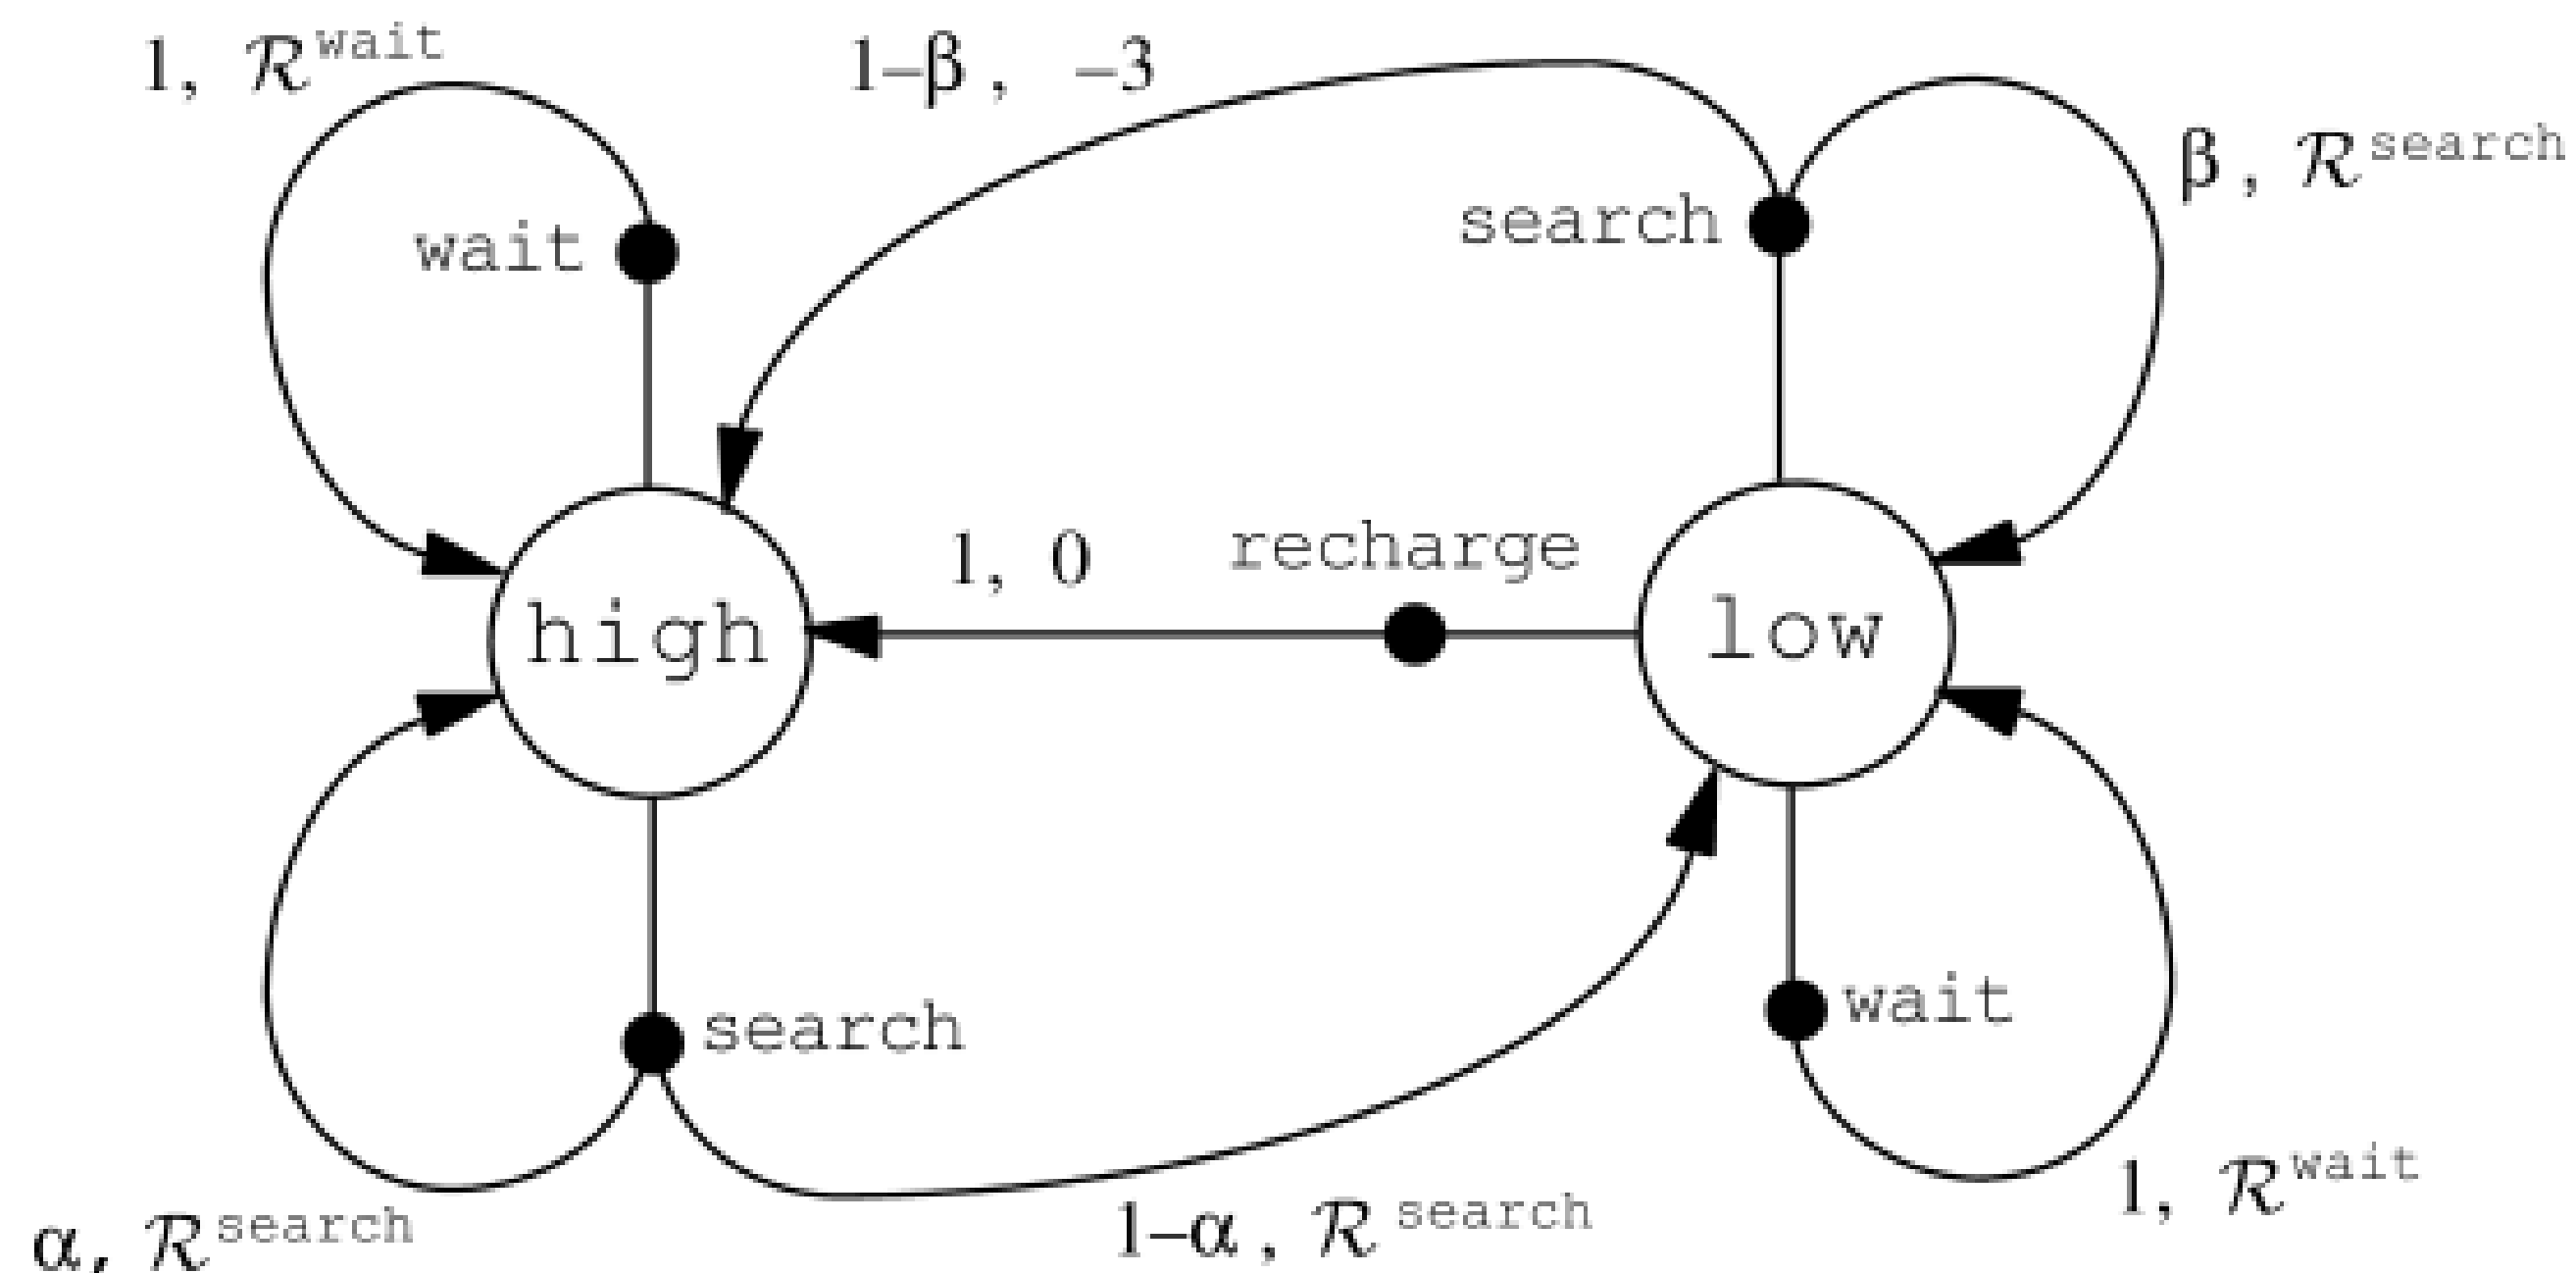 1, ℛ^wait
1–β , –3
β , ℛ^search
wait
search
1, 0
recharge
high
low
search
wait
α, ℛ^search
1–α , ℛ^search
1, ℛ^wait